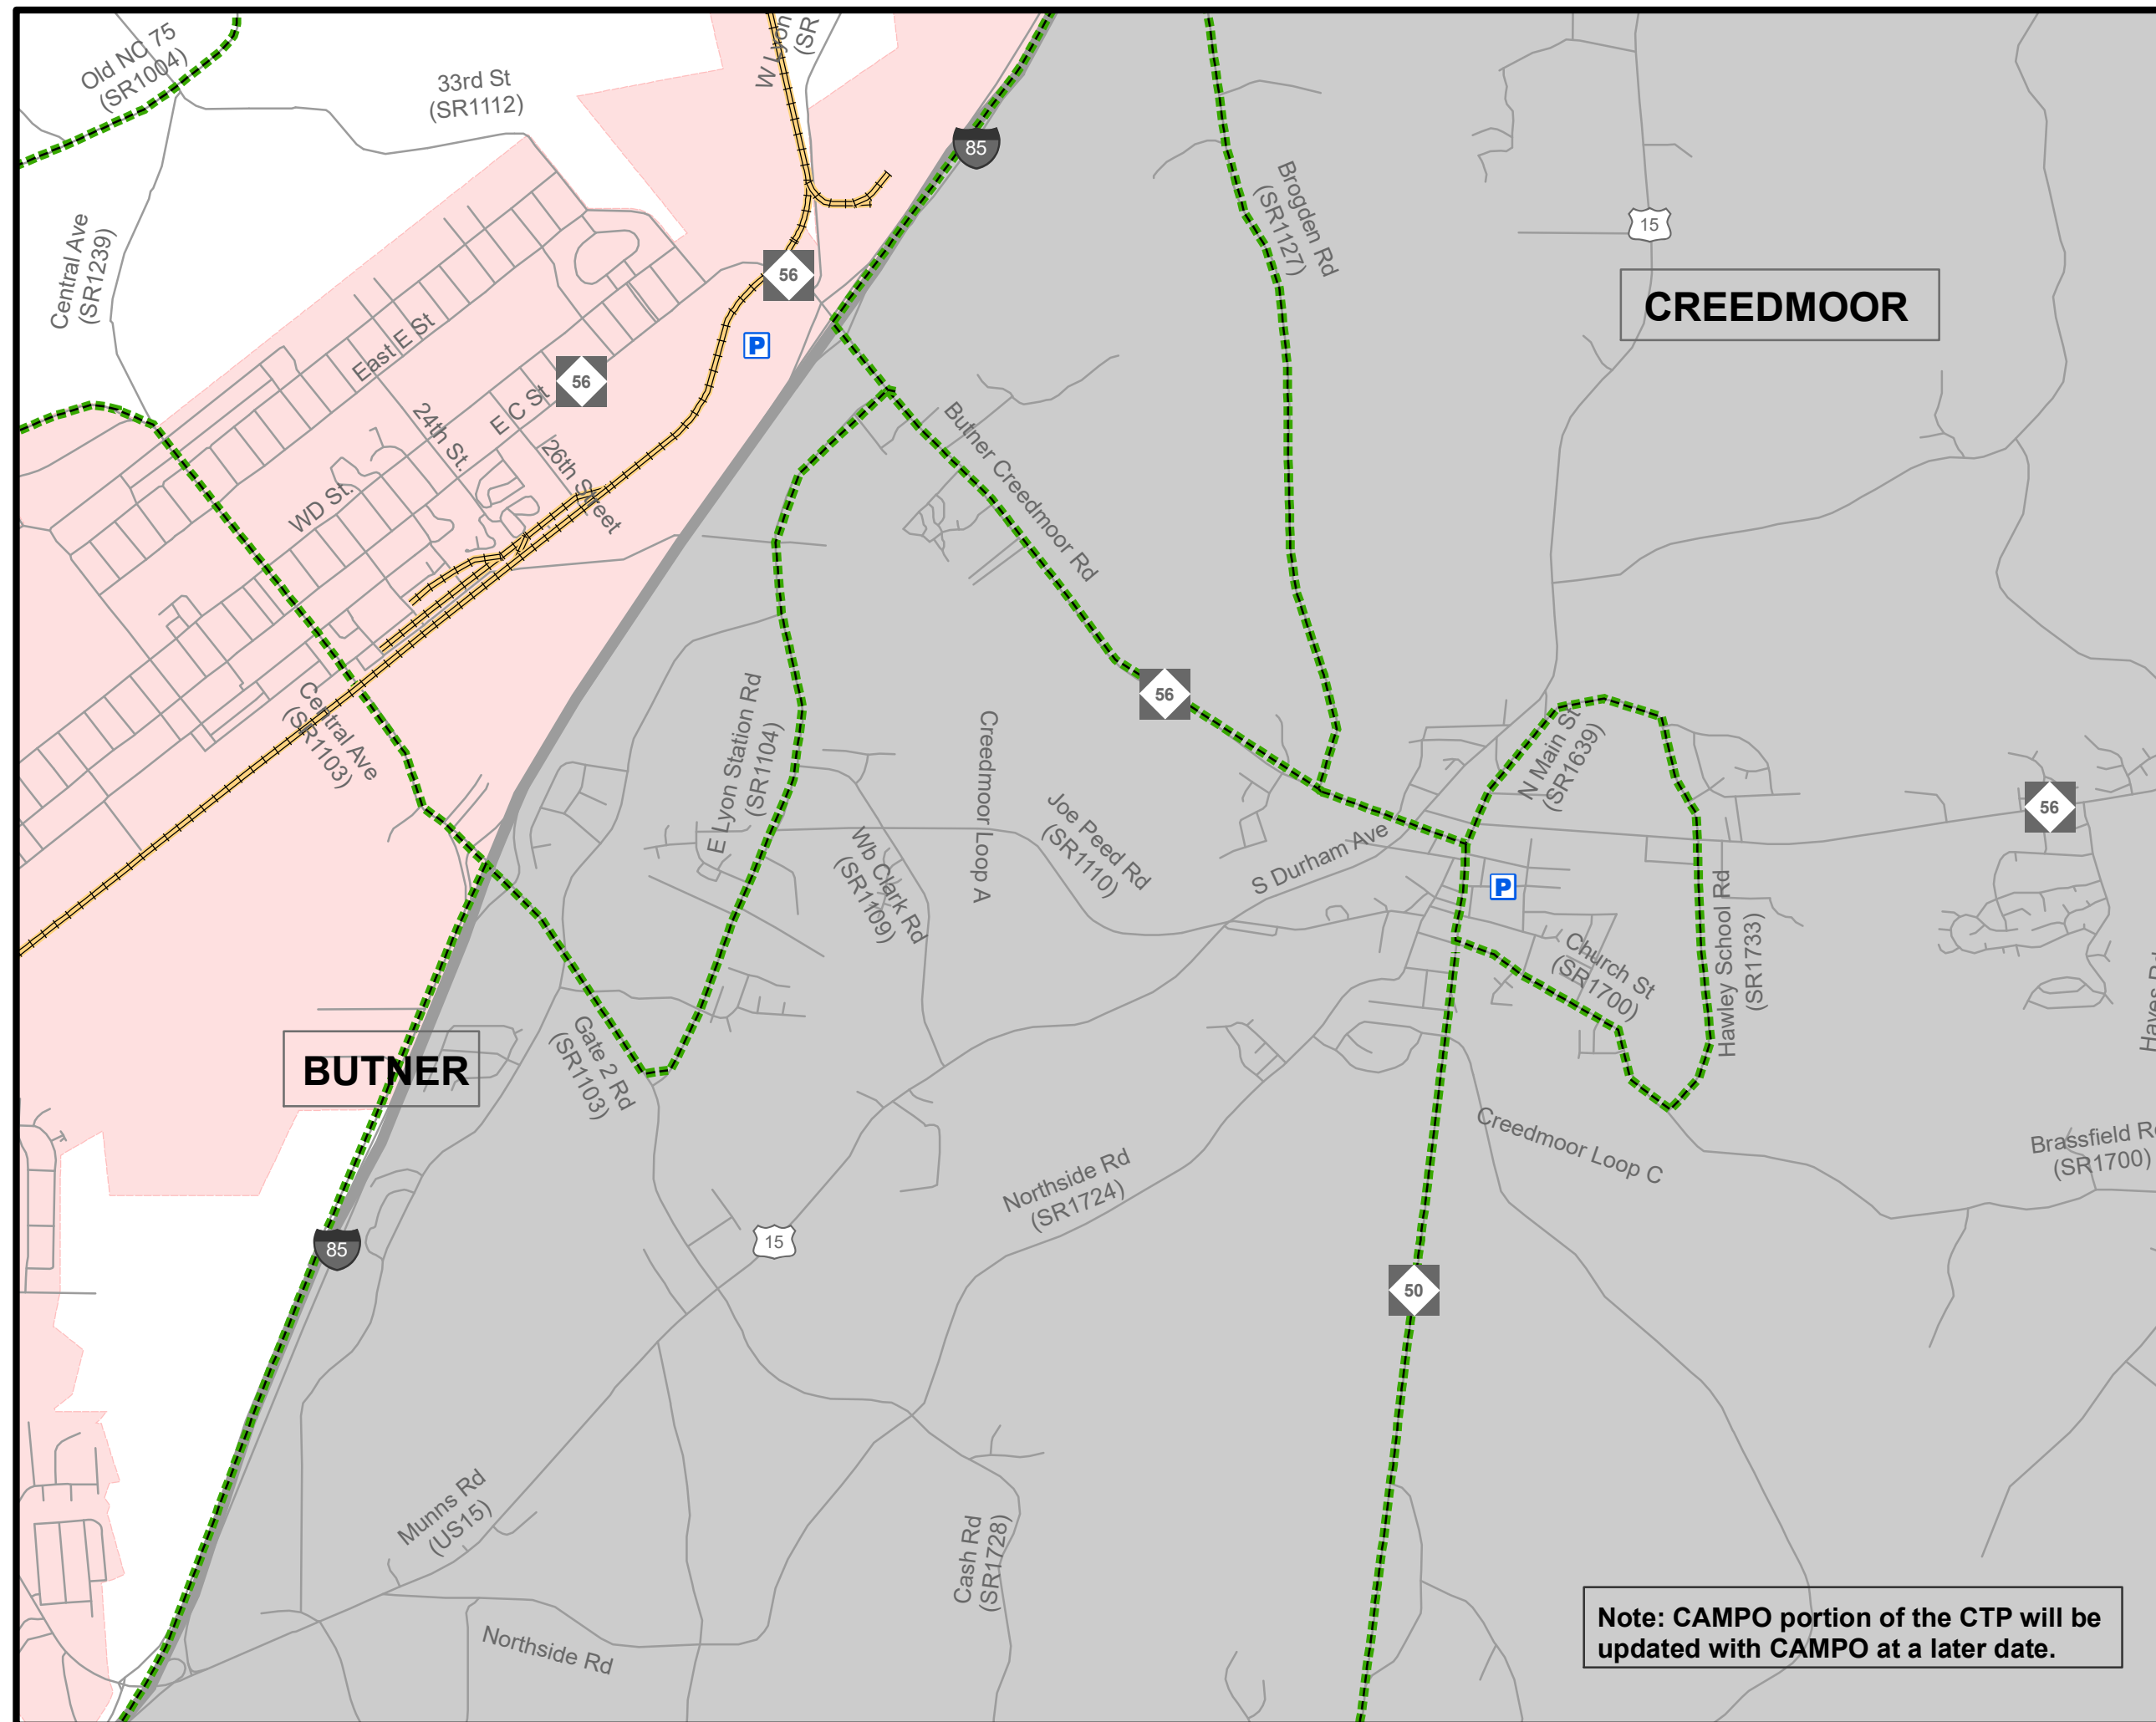 Old NC 75
(SR1004)
33rd St
(SR1112)
W Lyon
(SR
85
Central Ave
(SR1239)
Brogden Rd
(SR1127)
15
CREEDMOOR
56
P
East E St
56
24th St.
E C St
26th Street
WD St.
Butner Creedmoor Rd
Central Ave
(SR1103)
56
E Lyon Station Rd
(SR1104)
Creedmoor Loop A
Joe Peed Rd
(SR1110)
Wb Clark Rd
(SR1109)
S Durham Ave
N Main St
(SR1639)
56
P
Church St
(SR1700)
Hawley School Rd
(SR1733)
Hayes Rd
BUTNER
Gate 2 Rd
(SR1103)
Creedmoor Loop C
Brassfield Rd
(SR1700)
Northside Rd
(SR1724)
85
15
50
Munns Rd
(US15)
Cash Rd
(SR1728)
Northside Rd
Note: CAMPO portion of the CTP will be
updated with CAMPO at a later date.